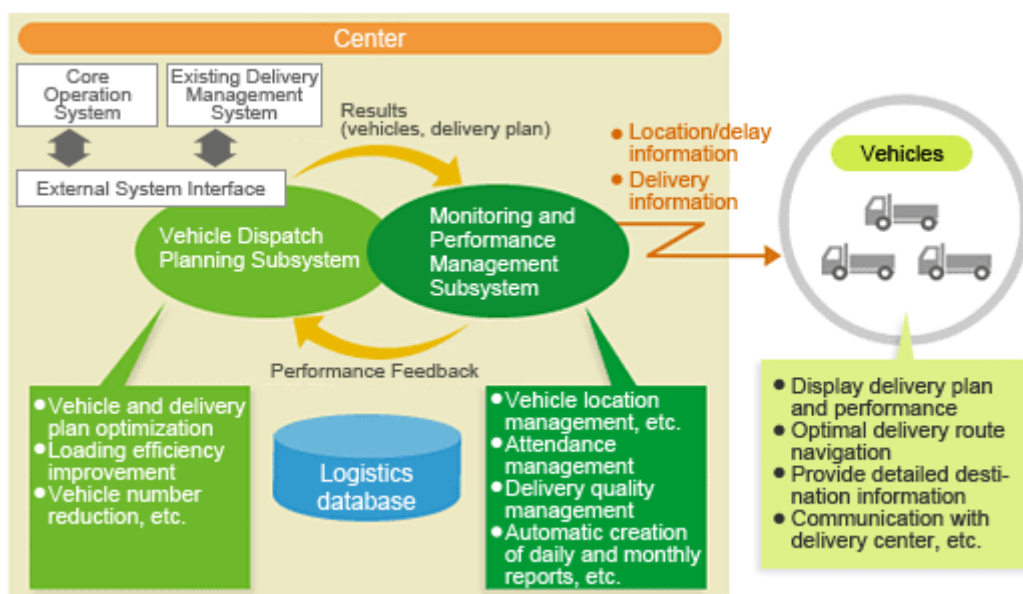 Center
Core
Operation
System
Existing Delivery
Management
System
Results
(vehicles, delivery plan)
External System Interface
Vehicle Dispatch
Planning Subsystem
Monitoring and
Performance
Management
Subsystem
● Location/delay
information
● Delivery
information
Vehicles
Performance Feedback
● Vehicle and delivery
plan optimization
● Loading efficiency
improvement
● Vehicle number
reduction, etc.
Logistics
database
● Vehicle location
management, etc.
● Attendance
management
● Delivery quality
management
● Automatic creation
of daily and monthly
reports, etc.
● Display delivery plan
and performance
● Optimal delivery route
navigation
● Provide detailed desti-
nation information
● Communication with
delivery center, etc.